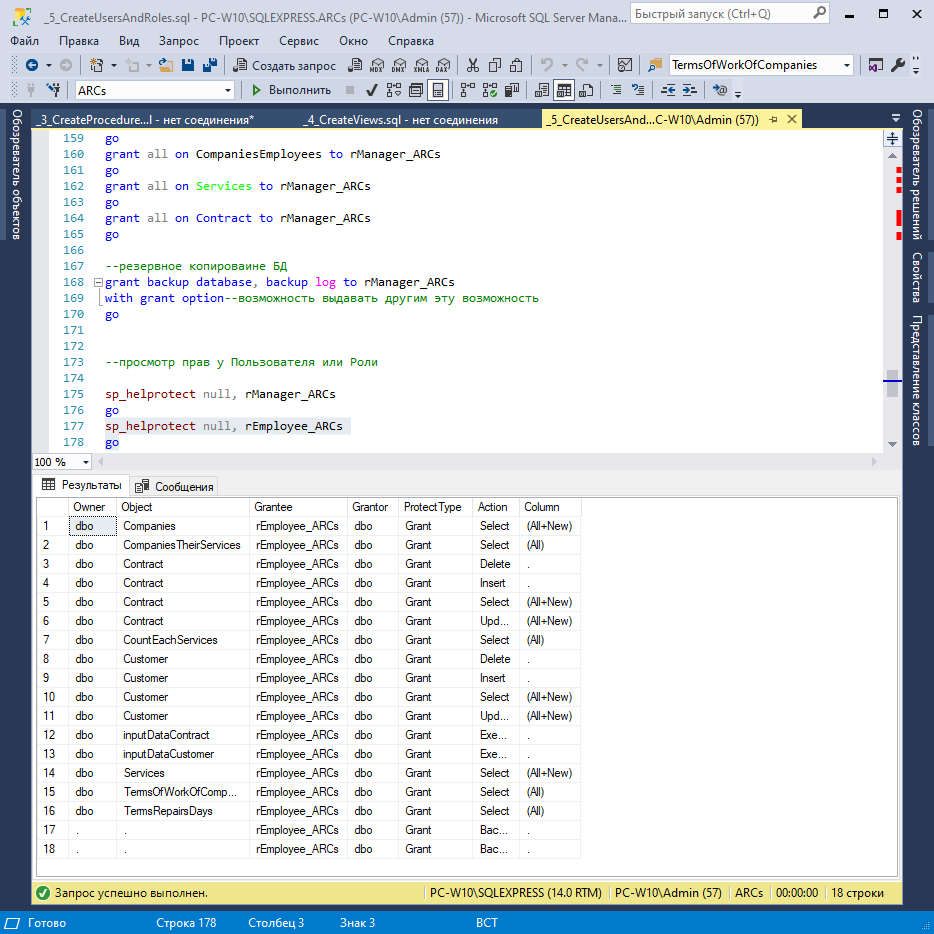 _5_CreateUsersAndRoles.sql - PC-W10\SQLEXPRESS.ARCs (PC-W10\Admin (57)) - Microsoft SQL Server Mana...
Быстрый запуск (Ctrl+Q)
Файл Правка Вид Запрос Проект Сервис Окно Справка
Создать запрос MDX DMX XMLA DAX TermsOfWorkOfCompanies
ARCs Выполнить
_3_CreateProcedure...l - нет соединения* _4_CreateViews.sql - нет соединения _5_CreateUsersAnd...C-W10\Admin (57))
Обозреватель объектов
Обозреватель решений
Свойства
Представление классов
159 go
160 grant all on CompaniesEmployees to rManager_ARCs
161 go
162 grant all on Services to rManager_ARCs
163 go
164 grant all on Contract to rManager_ARCs
165 go
166
167 --резервное копироваине БД
168 grant backup database, backup log to rManager_ARCs
169 with grant option--возможность выдавать другим эту возможность
170 go
171
172
173 --просмотр прав у Пользователя или Роли
174
175 sp_helprotect null, rManager_ARCs
176 go
177 sp_helprotect null, rEmployee_ARCs
178 go
100 %
Результаты Сообщения
Owner Object Grantee Grantor ProtectType Action Column
1 dbo Companies rEmployee_ARCs dbo Grant Select (All+New)
2 dbo CompaniesTheirServices rEmployee_ARCs dbo Grant Select (All)
3 dbo Contract rEmployee_ARCs dbo Grant Delete .
4 dbo Contract rEmployee_ARCs dbo Grant Insert .
5 dbo Contract rEmployee_ARCs dbo Grant Select (All+New)
6 dbo Contract rEmployee_ARCs dbo Grant Upd... (All+New)
7 dbo CountEachServices rEmployee_ARCs dbo Grant Select (All)
8 dbo Customer rEmployee_ARCs dbo Grant Delete .
9 dbo Customer rEmployee_ARCs dbo Grant Insert .
10 dbo Customer rEmployee_ARCs dbo Grant Select (All+New)
11 dbo Customer rEmployee_ARCs dbo Grant Upd... (All+New)
12 dbo inputDataContract rEmployee_ARCs dbo Grant Exe... .
13 dbo inputDataCustomer rEmployee_ARCs dbo Grant Exe... .
14 dbo Services rEmployee_ARCs dbo Grant Select (All+New)
15 dbo TermsOfWorkOfComp... rEmployee_ARCs dbo Grant Select (All)
16 dbo TermsRepairsDays rEmployee_ARCs dbo Grant Select (All)
17 . . rEmployee_ARCs dbo Grant Bac... .
18 . . rEmployee_ARCs dbo Grant Bac... .
Запрос успешно выполнен. PC-W10\SQLEXPRESS (14.0 RTM) PC-W10\Admin (57) ARCs 00:00:00 18 строки
Готово Строка 178 Столбец 3 Знак 3 ВСТ